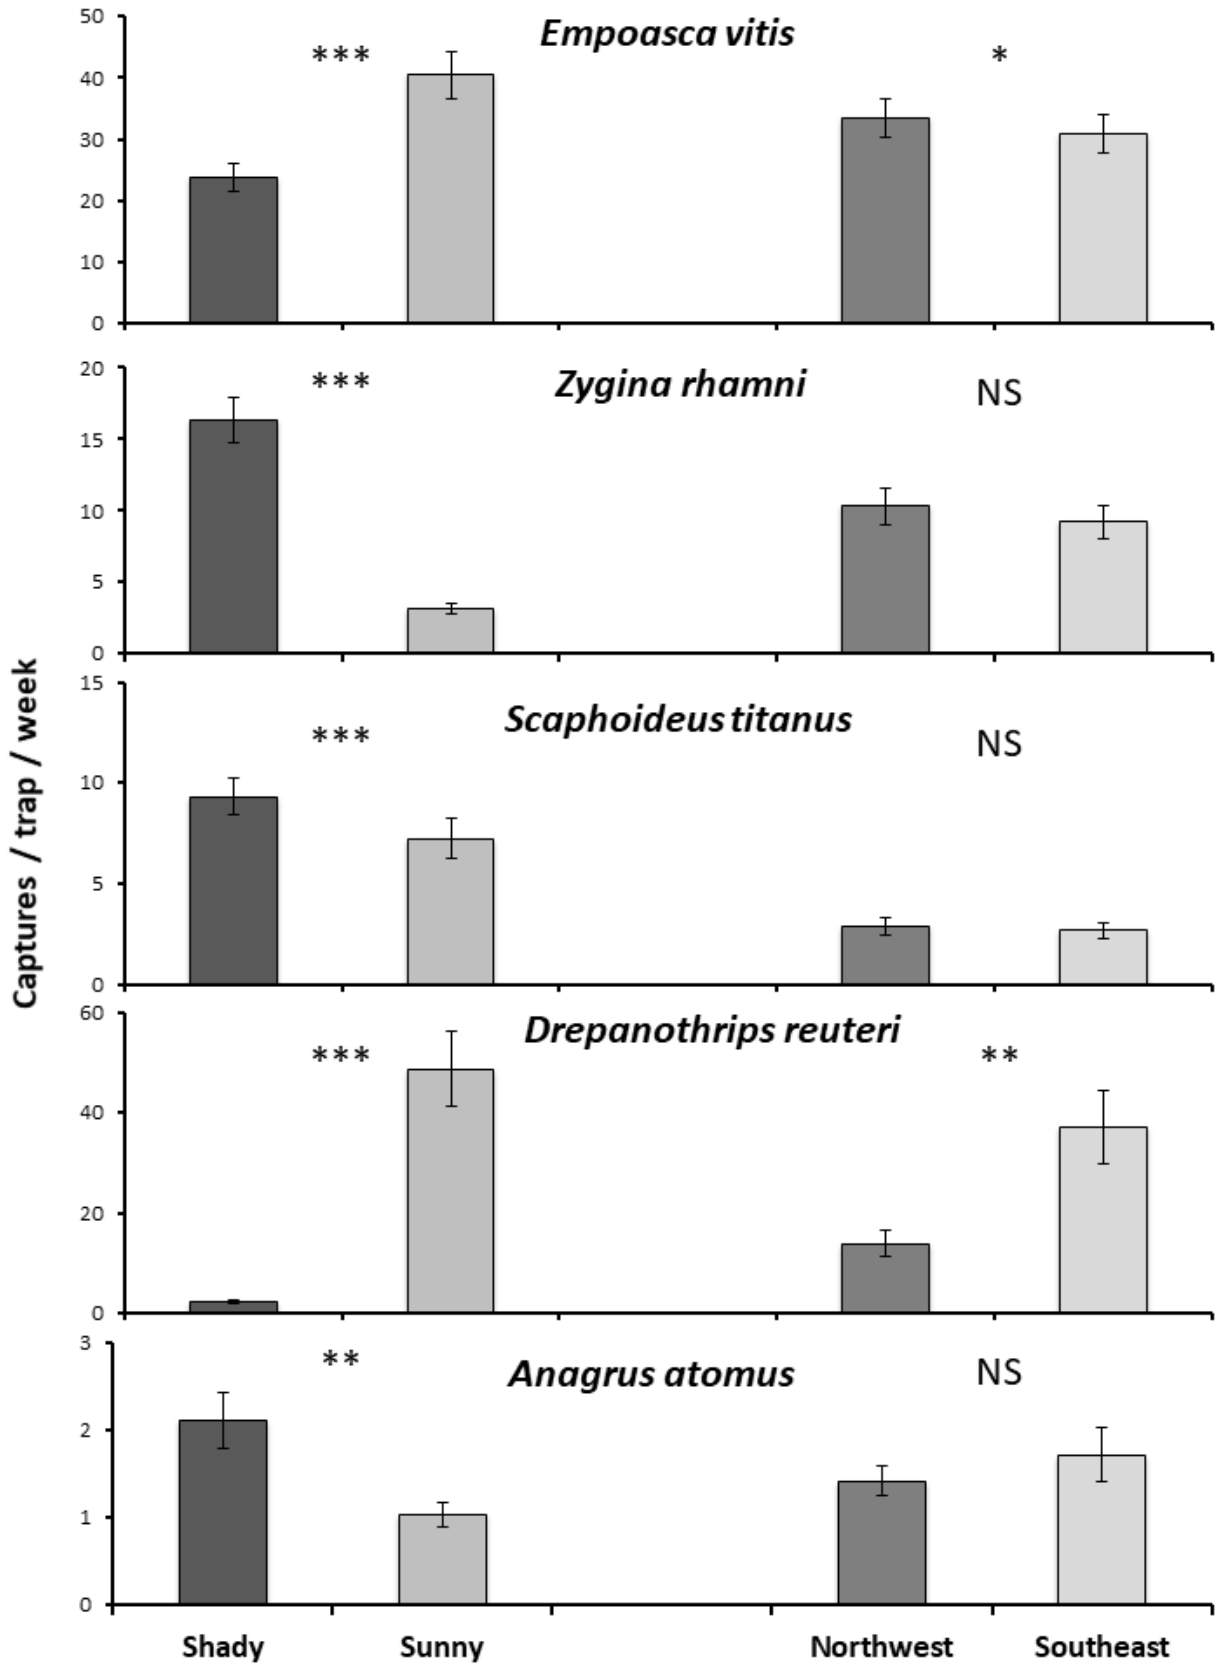 Captures / trap / week
Empoasca vitis
*** *
50
40
30
20
10
0
Zygina rhamni
*** NS
20
15
10
5
0
Scaphoideus titanus
*** NS
15
10
5
0
Drepanothrips reuteri
*** **
60
40
20
0
Anagrus atomus
** NS
3
2
1
0
Shady Sunny Northwest Southeast